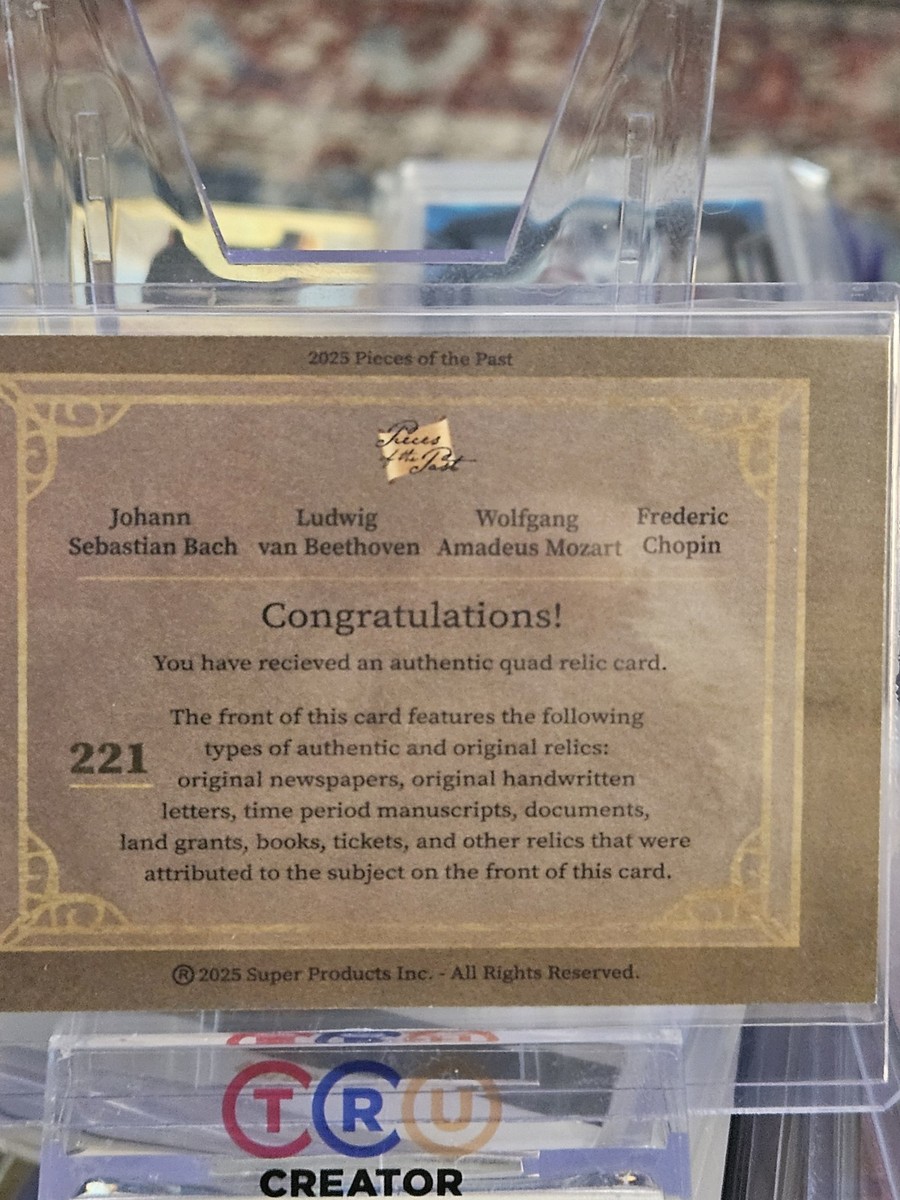 2025 Pieces of the Past
Pieces
of the Past
Johann Ludwig Wolfgang Frederic
Sebastian Bach van Beethoven Amadeus Mozart Chopin
Congratulations!
You have recieved an authentic quad relic card.
The front of this card features the following
types of authentic and original relics:
221
original newspapers, original handwritten
letters, time period manuscripts, documents,
land grants, books, tickets, and other relics that were
attributed to the subject on the front of this card.
® 2025 Super Products Inc. - All Rights Reserved.
TRU
CREATOR